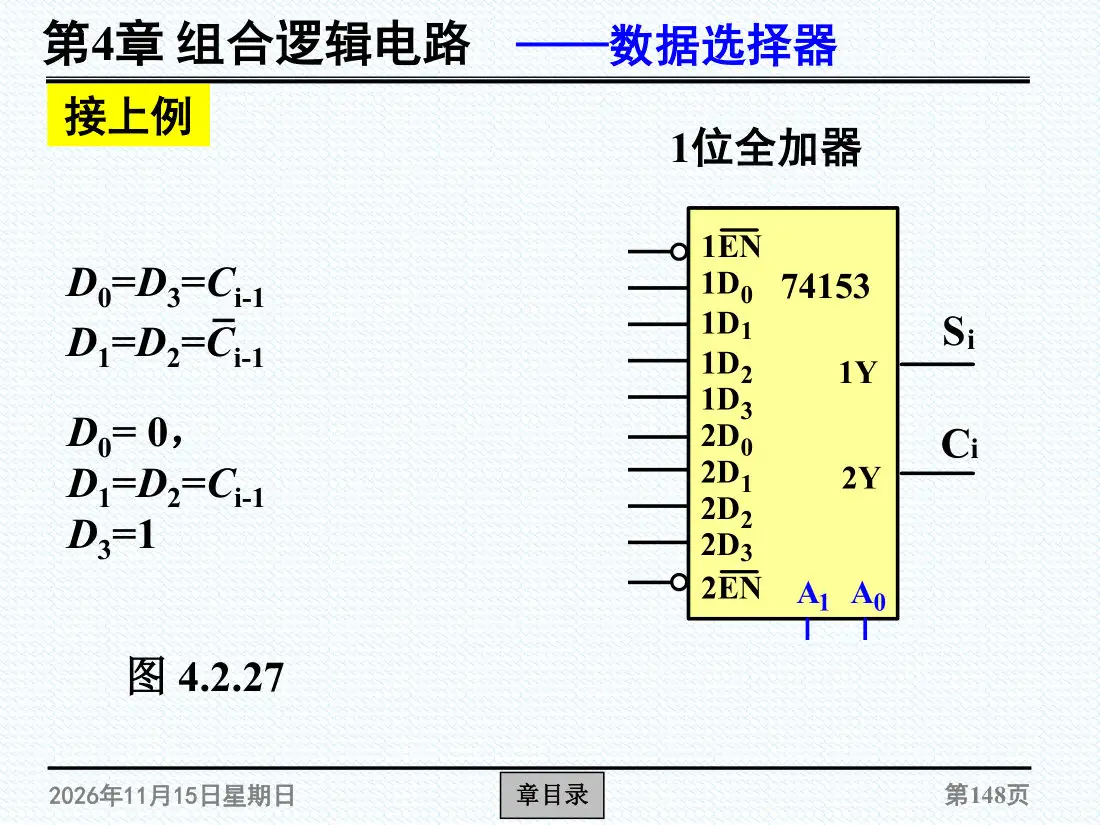 第4章 组合逻辑电路 ——数据选择器
接上例
1位全加器
D₀=D₃=Cᵢ₋₁
D₁=D₂=C̅ᵢ₋₁
D₀= 0，
D₁=D₂=Cᵢ₋₁
D₃=1
图 4.2.27
1E̅N̅
1D₀ 74153
1D₁
1D₂
1D₃
2D₀
2D₁
2D₂
2D₃
2E̅N̅
1Y
2Y
A₁ A₀
Sᵢ
Cᵢ
2026年11月15日星期日
章目录
第148页